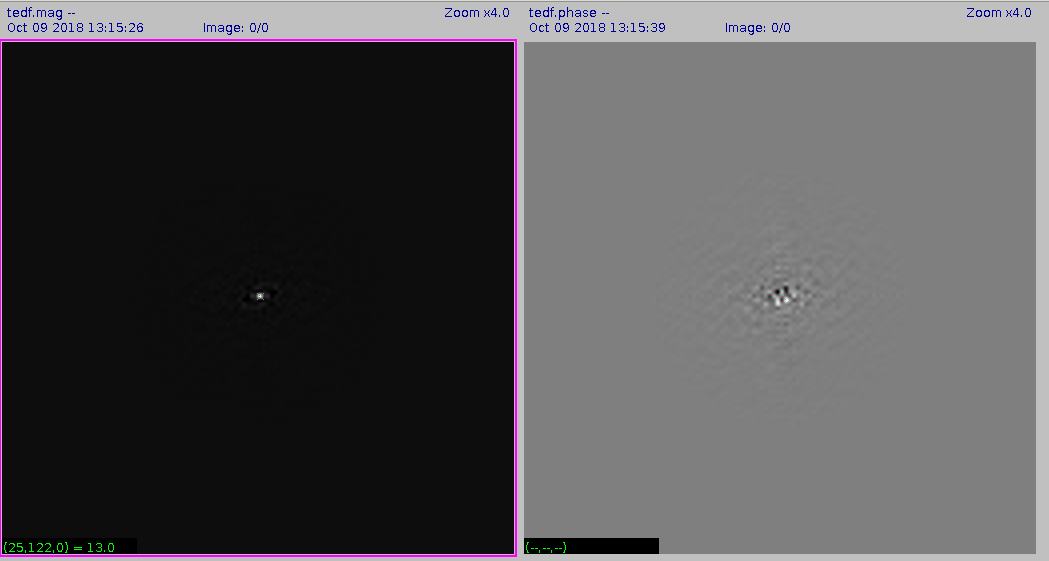 tedf.mag -- Zoom x4.0
Oct 09 2018 13:15:26 Image: 0/0
(25,122,0) = 13.0
tedf.phase -- Zoom x4.0
Oct 09 2018 13:15:39 Image: 0/0
(--,--,--)